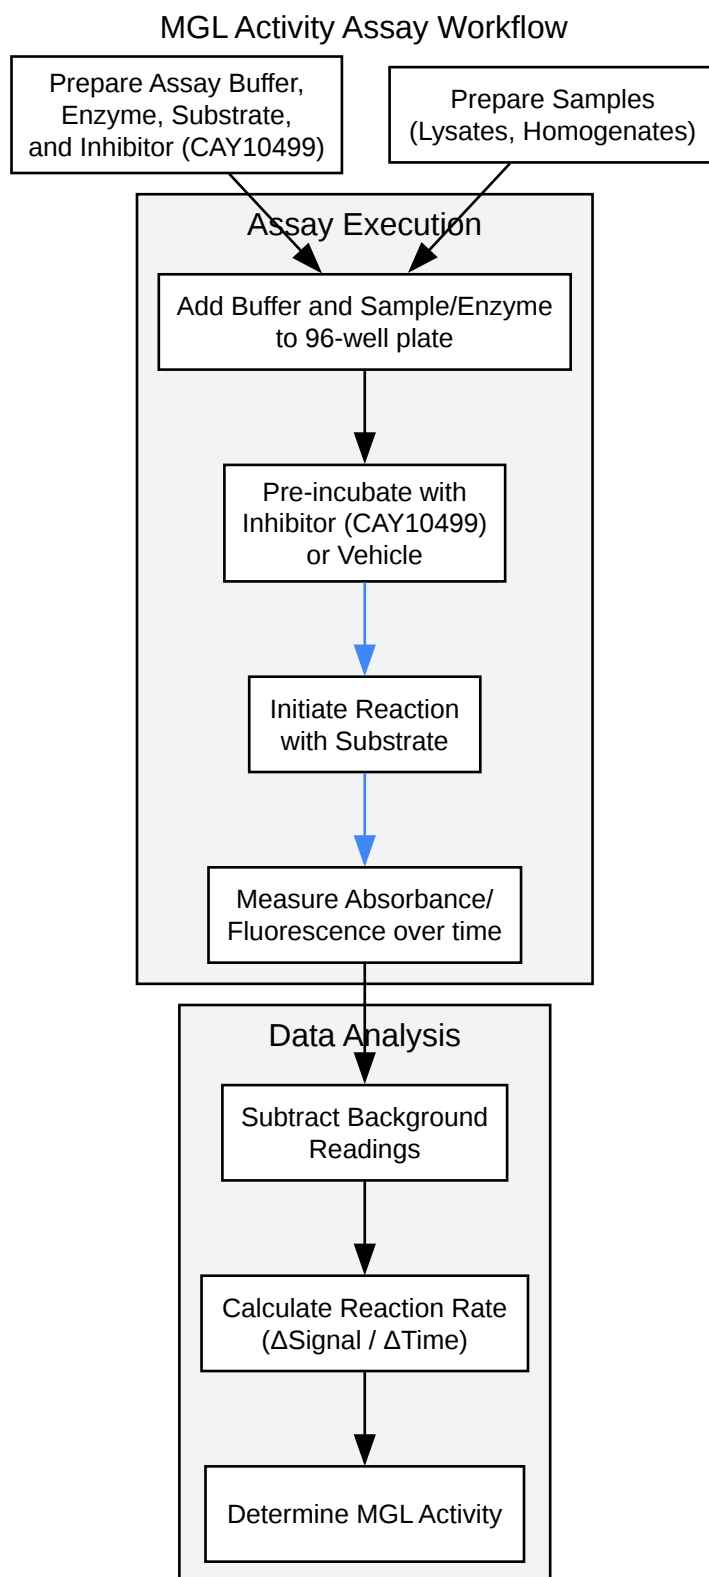 MGL Activity Assay Workflow
Prepare Assay Buffer,
Enzyme, Substrate,
and Inhibitor (CAY10499)
Prepare Samples
(Lysates, Homogenates)
Assay Execution
Add Buffer and Sample/Enzyme
to 96-well plate
Pre-incubate with
Inhibitor (CAY10499)
or Vehicle
Initiate Reaction
with Substrate
Measure Absorbance/
Fluorescence over time
Data Analysis
Subtract Background
Readings
Calculate Reaction Rate
(ΔSignal / ΔTime)
Determine MGL Activity